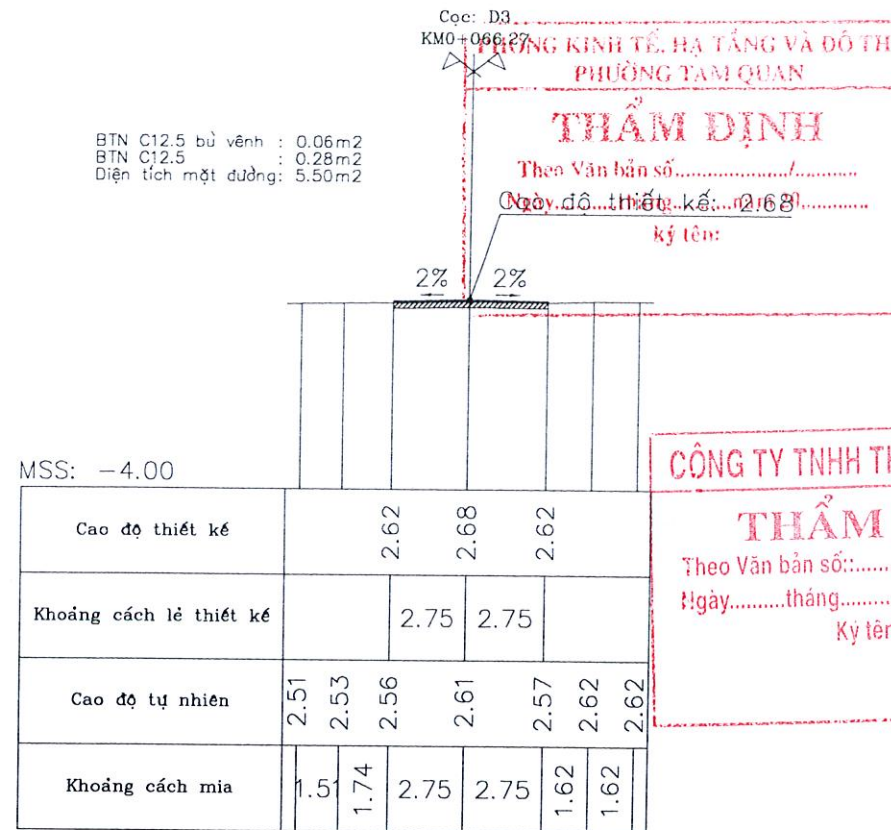 Cọc: D3
KM0+066.27
PHÒNG KINH TẾ, HẠ TẦNG VÀ ĐÔ TH
PHƯỜNG TAM QUAN
THẨM ĐỊNH
Theo Văn bản số..................../...........
Ngày
ký tên:
BTN C12.5 bù vênh : 0.06m2
BTN C12.5 : 0.28m2
Diện tích mặt đường: 5.50m2
Cao độ thiết kế: 2.68
2% 2%
MSS: -4.00
Cao độ thiết kế 2.62 2.68 2.62
Khoảng cách lẻ thiết kế 2.75 2.75
Cao độ tự nhiên 2.51 2.53 2.56 2.61 2.57 2.62 2.62
Khoảng cách mia 1.51 1.74 2.75 2.75 1.62 1.62
CÔNG TY TNHH
THẨM
Theo Văn bản số::.......
Ngày..........tháng.........
Ký tên